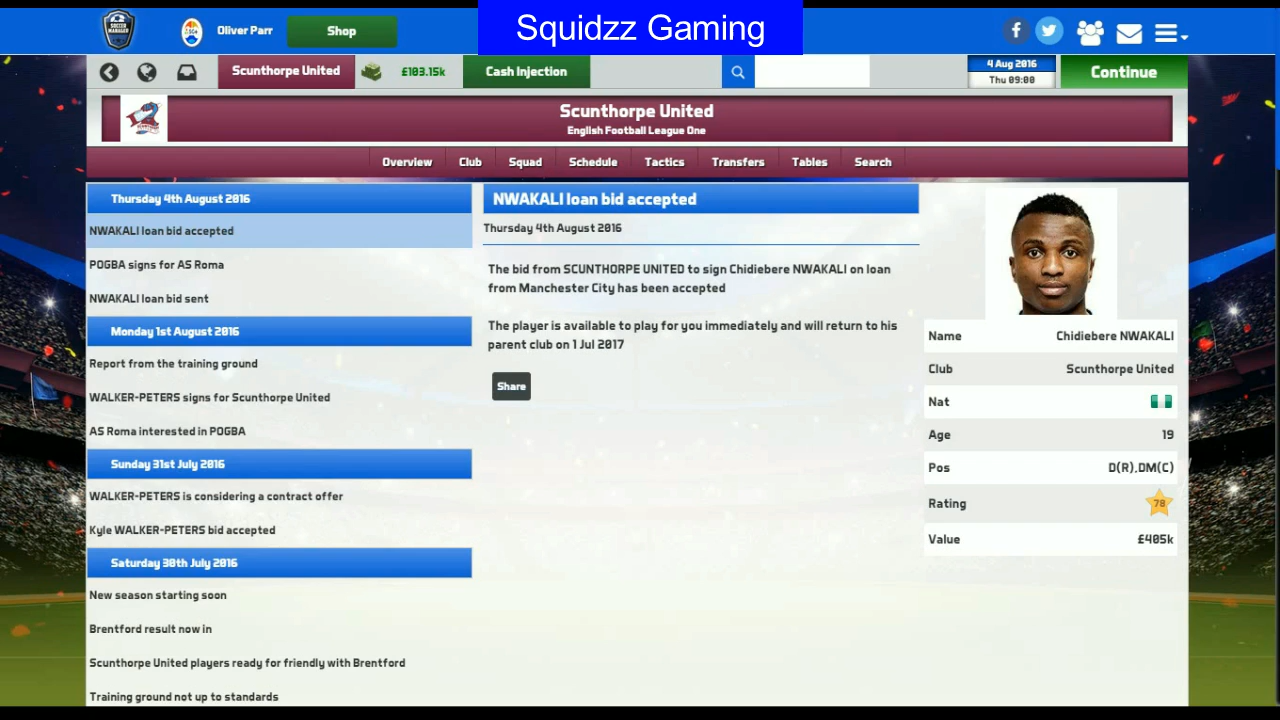 Squidzz Gaming
SOCCER MANAGER
Oliver Parr
Shop
Scunthorpe United
£103.15k
Cash Injection
4 Aug 2016
Thu 09:00
Continue
Scunthorpe United
English Football League One
Overview
Club
Squad
Schedule
Tactics
Transfers
Tables
Search
Thursday 4th August 2016
NWAKALI loan bid accepted
POGBA signs for AS Roma
NWAKALI loan bid sent
Monday 1st August 2016
Report from the training ground
WALKER-PETERS signs for Scunthorpe United
AS Roma interested in POGBA
Sunday 31st July 2016
WALKER-PETERS is considering a contract offer
Kyle WALKER-PETERS bid accepted
Saturday 30th July 2016
New season starting soon
Brentford result now in
Scunthorpe United players ready for friendly with Brentford
Training ground not up to standards
NWAKALI loan bid accepted
Thursday 4th August 2016
The bid from SCUNTHORPE UNITED to sign Chidiebere NWAKALI on loan
from Manchester City has been accepted
The player is available to play for you immediately and will return to his
parent club on 1 Jul 2017
Share
Name Chidiebere NWAKALI
Club Scunthorpe United
Nat
Age 19
Pos D(R),DM(C)
Rating 78
Value £405k